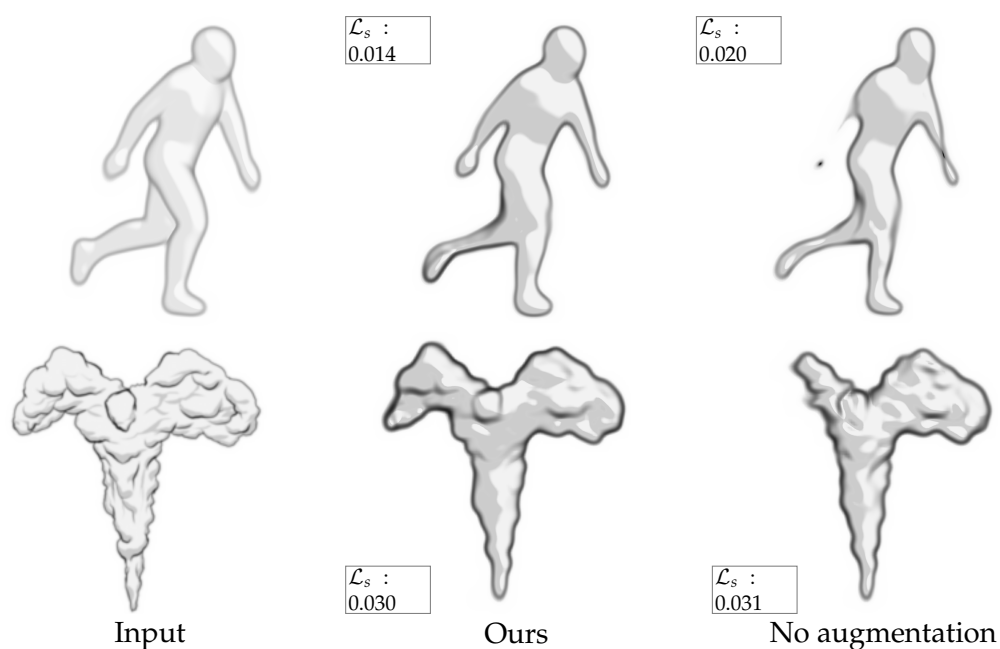 ℒₛ :
0.014
ℒₛ :
0.020
ℒₛ :
0.030
ℒₛ :
0.031
Input
Ours
No augmentation